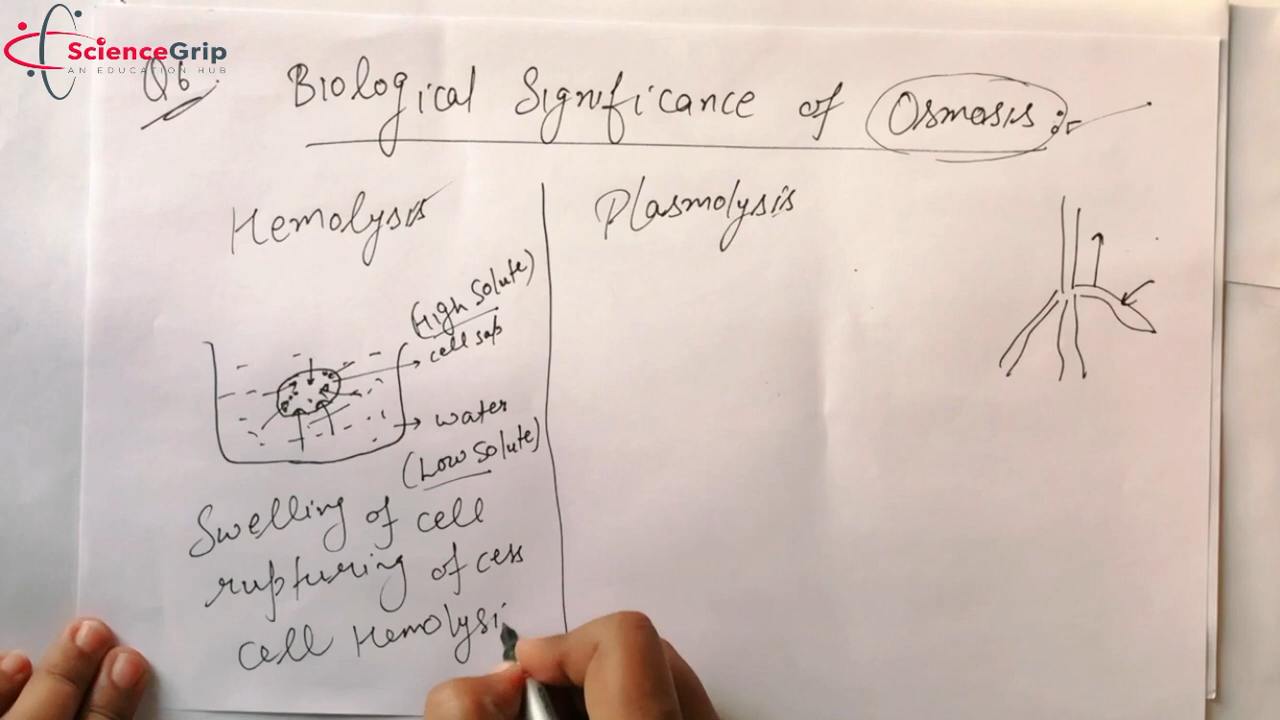 ScienceGrip
AN EDUCATION HUB
Q6.
Biological Significance of Osmosis :-
Hemolysis
(High Solute)
cell sap
water
(Low Solute)
Swelling of cell
rupturing of cell
cell Hemolysi
Plasmolysis